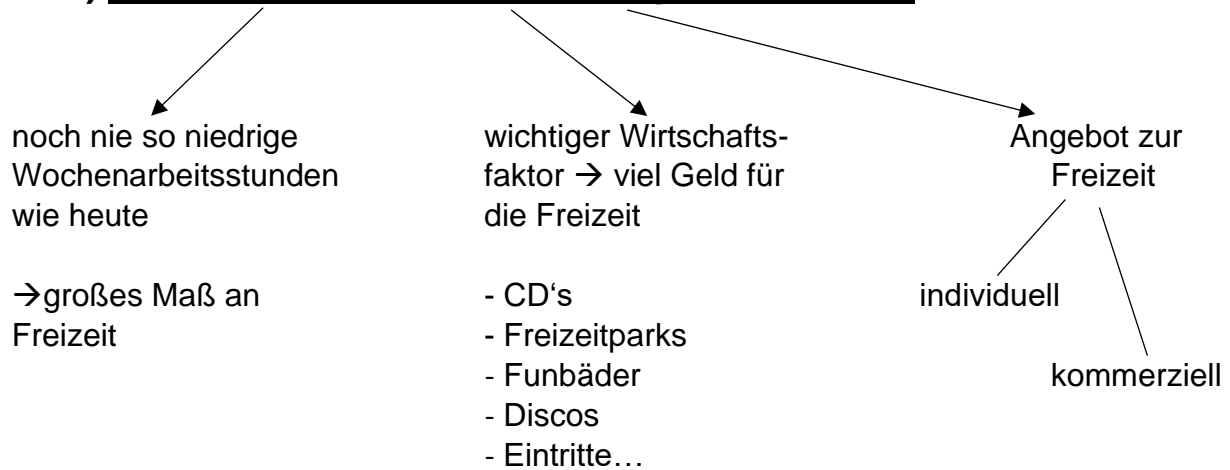 noch nie so niedrige
Wochenarbeitsstunden
wie heute
→großes Maß an
Freizeit
wichtiger Wirtschafts-
faktor → viel Geld für
die Freizeit
- CD‘s
- Freizeitparks
- Funbäder
- Discos
- Eintritte…
Angebot zur
Freizeit
individuell
kommerziell